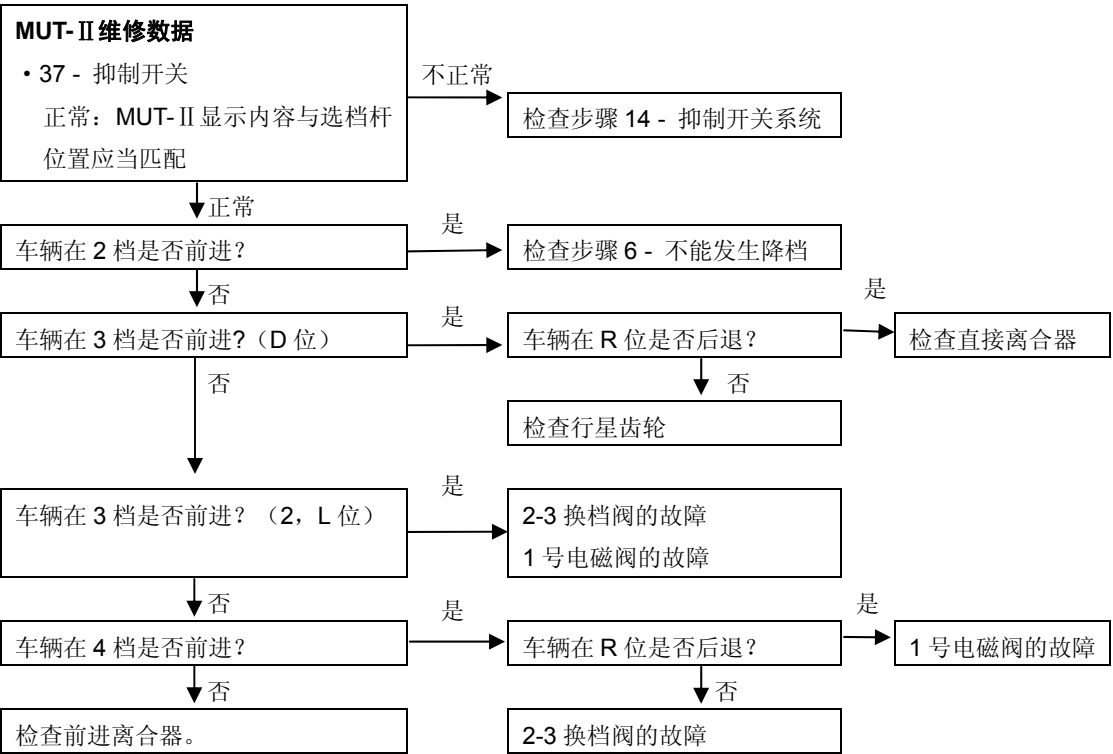 MUT-Ⅱ维修数据
・37 - 抑制开关
正常：MUT-Ⅱ显示内容与选档杆
位置应当匹配
不正常
检查步骤 14 - 抑制开关系统
正常
车辆在 2 档是否前进？
是
检查步骤 6 - 不能发生降档
否
车辆在 3 档是否前进?（D 位）
是
车辆在 R 位是否后退？
是
检查直接离合器
否
否
检查行星齿轮
车辆在 3 档是否前进？（2，L 位）
是
2-3 换档阀的故障
1 号电磁阀的故障
否
车辆在 4 档是否前进？
是
车辆在 R 位是否后退？
是
1 号电磁阀的故障
否
否
检查前进离合器。
2-3 换档阀的故障